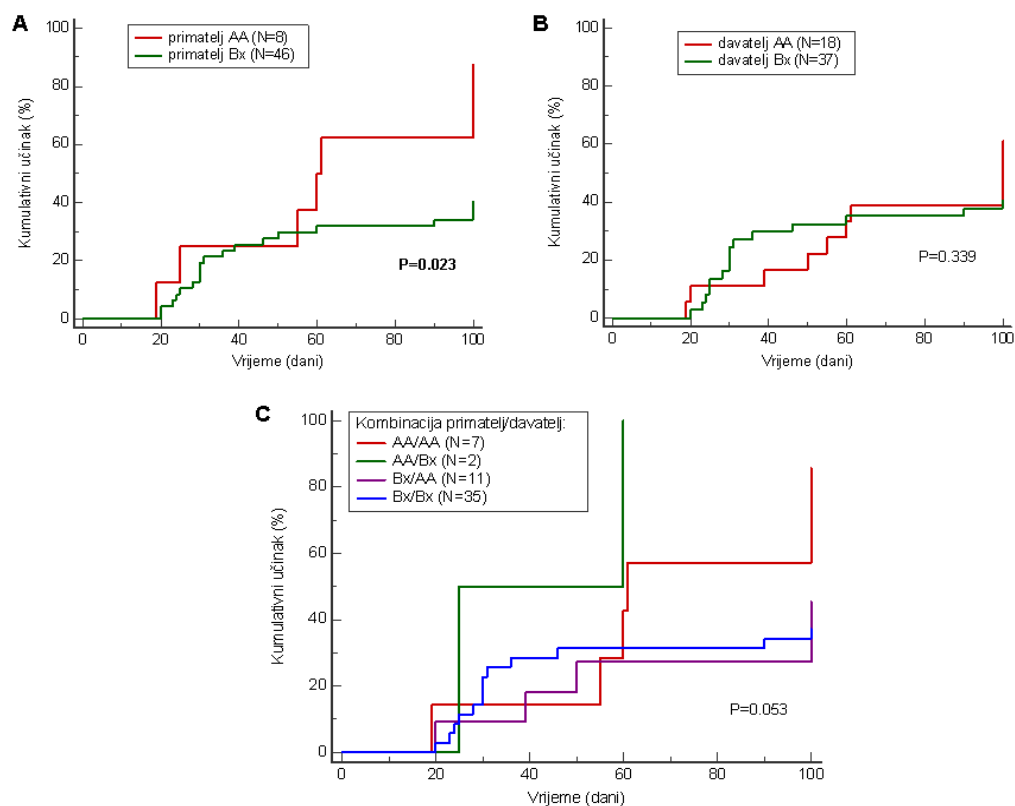 A
primatelj AA (N=8)
primatelj Bx (N=46)
Kumulativni učinak (%)
100
80
60
40
20
0
P=0.023
0 20 40 60 80 100
Vrijeme (dani)
B
davatelj AA (N=18)
davatelj Bx (N=37)
Kumulativni učinak (%)
100
80
60
40
20
0
P=0.339
0 20 40 60 80 100
Vrijeme (dani)
C
Kombinacija primatelj/davatelj:
AA/AA (N=7)
AA/Bx (N=2)
Bx/AA (N=11)
Bx/Bx (N=35)
Kumulativni učinak (%)
100
80
60
40
20
0
P=0.053
0 20 40 60 80 100
Vrijeme (dani)